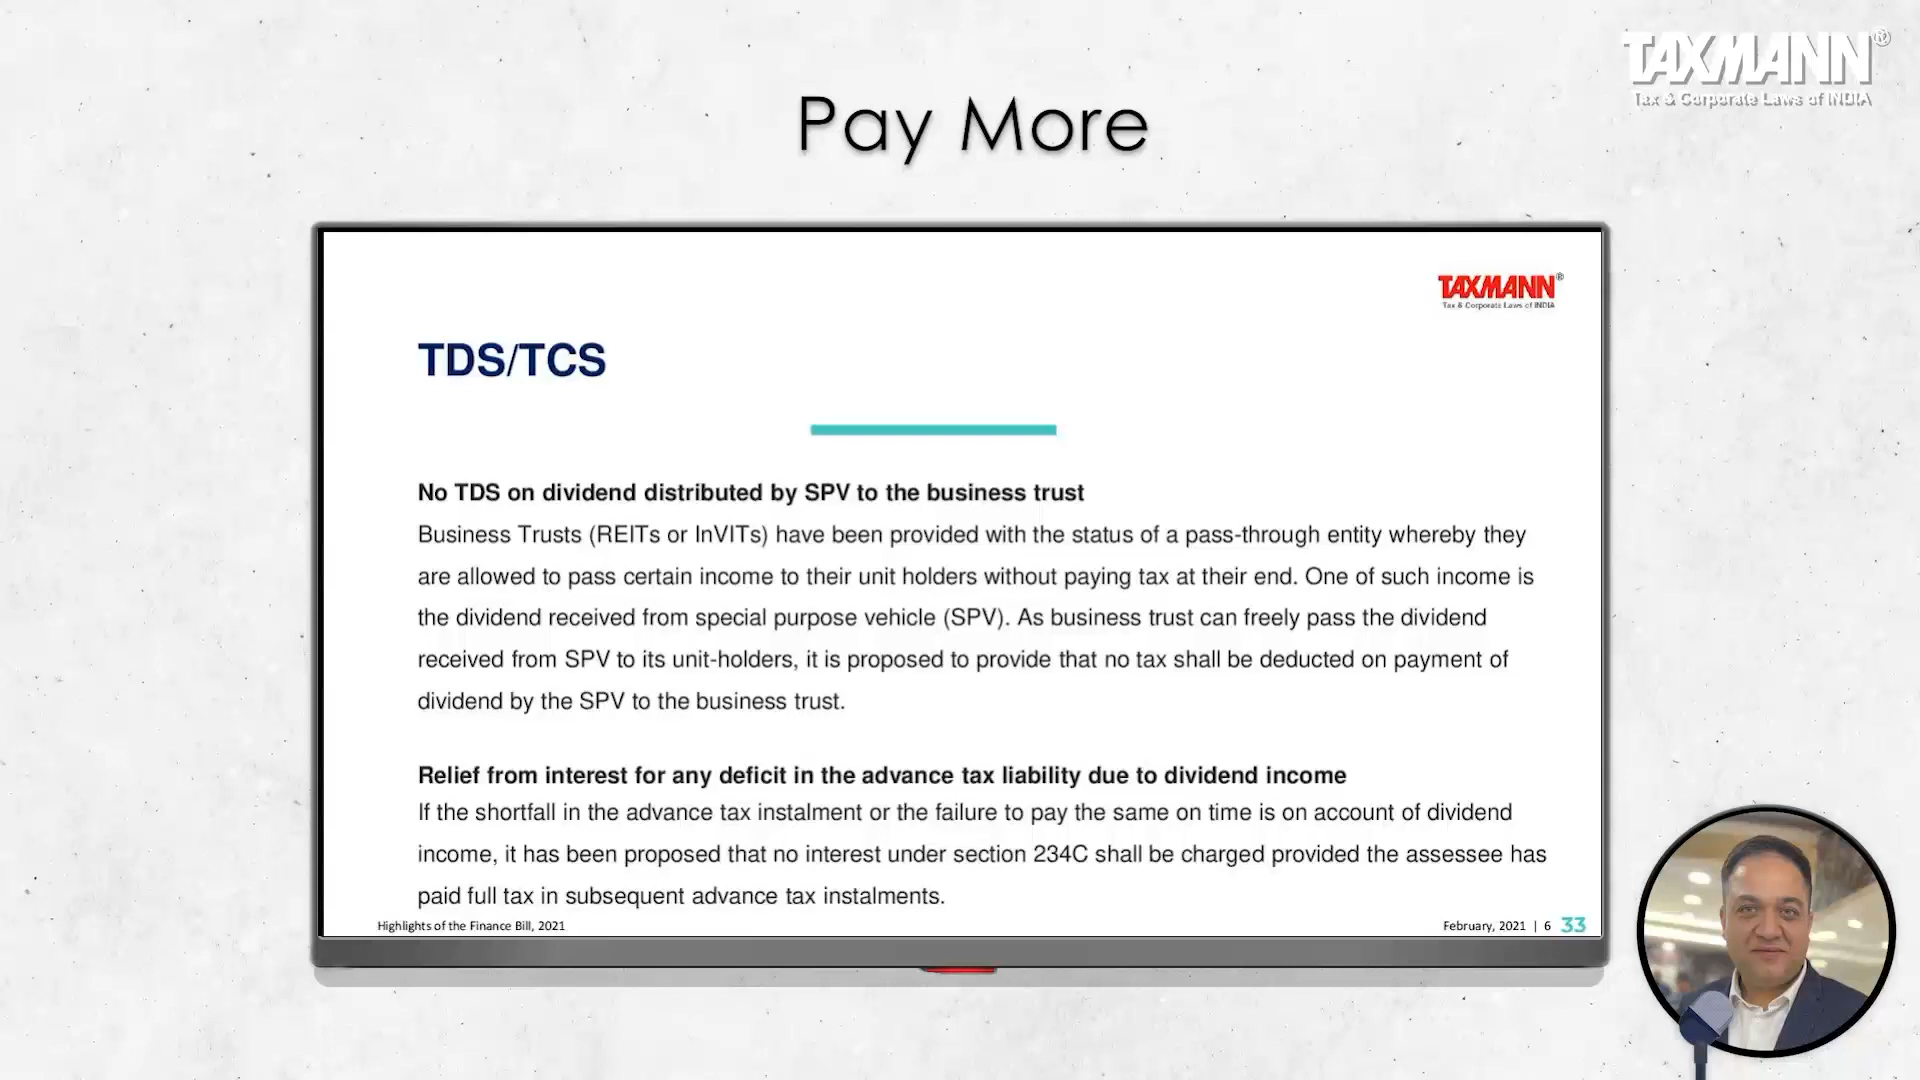 TAXMANN®
Tax & Corporate Laws of INDIA
Pay More
TAXMANN®
Tax & Corporate Laws of INDIA
TDS/TCS
No TDS on dividend distributed by SPV to the business trust
Business Trusts (REITs or InVITs) have been provided with the status of a pass-through entity whereby they
are allowed to pass certain income to their unit holders without paying tax at their end. One of such income is
the dividend received from special purpose vehicle (SPV). As business trust can freely pass the dividend
received from SPV to its unit-holders, it is proposed to provide that no tax shall be deducted on payment of
dividend by the SPV to the business trust.
Relief from interest for any deficit in the advance tax liability due to dividend income
If the shortfall in the advance tax instalment or the failure to pay the same on time is on account of dividend
income, it has been proposed that no interest under section 234C shall be charged provided the assessee has
paid full tax in subsequent advance tax instalments.
Highlights of the Finance Bill, 2021
February, 2021 | 6 33